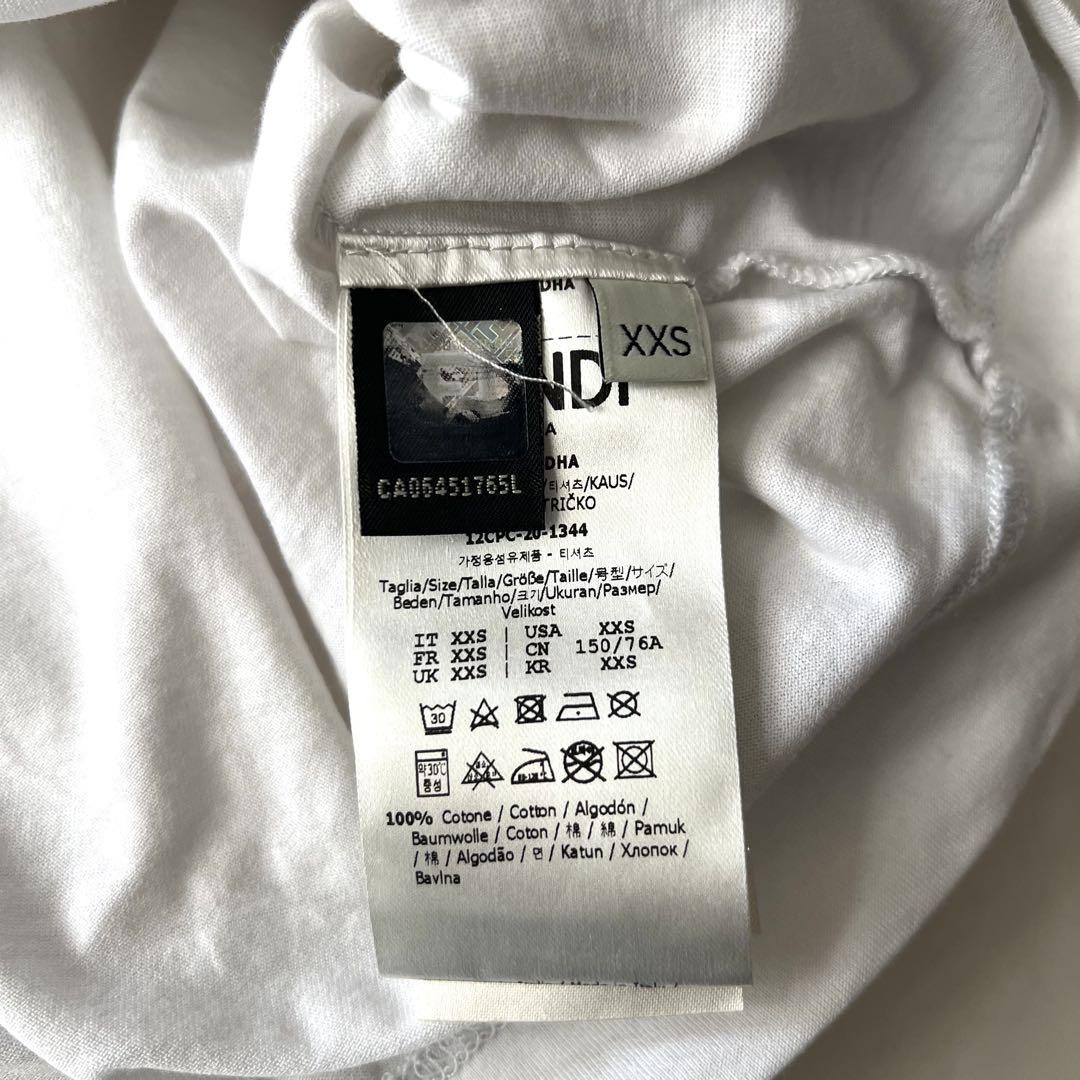 DHA
XXS
NDI
A
DHA
/티셔츠/KAUS/
TRIČKO
CA06451765L
12CPC-20-1344
가정용섬유제품 - 티셔츠
Taglia/Size/Talla/Größe/Taille/号型/サイズ/
Beden/Tamanho/크기/Ukuran/Размер/
Velikost
IT XXS | USA XXS
FR XXS | CN 150/76A
UK XXS | KR XXS
30
약30℃
중성
100% Cotone / Cotton / Algodón /
Baumwolle / Coton / 棉 / 綿 / Pamuk
/ 棉 / Algodão / 면 / Katun / Хлопок /
Bavlna